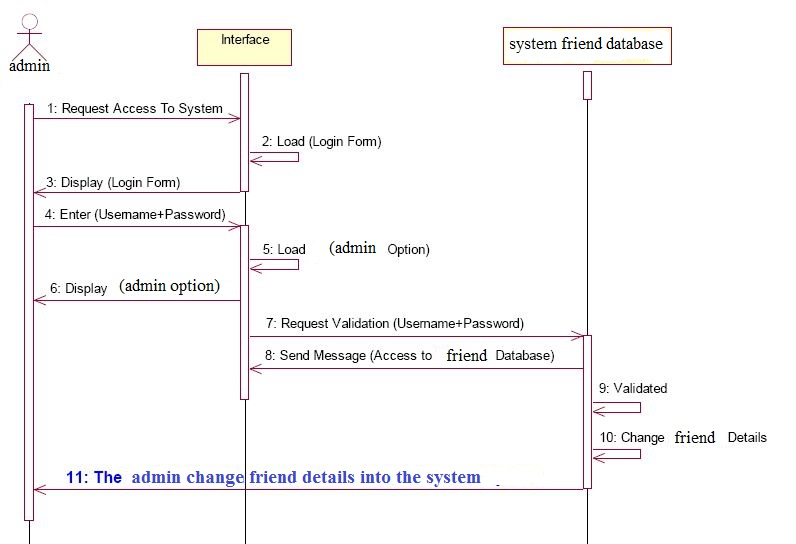 Interface
system friend database
admin
1: Request Access To System
2: Load (Login Form)
3: Display (Login Form)
4: Enter (Username+Password)
5: Load (admin Option)
6: Display (admin option)
7: Request Validation (Username+Password)
8: Send Message (Access to friend Database)
9: Validated
10: Change friend Details
11: The admin change friend details into the system